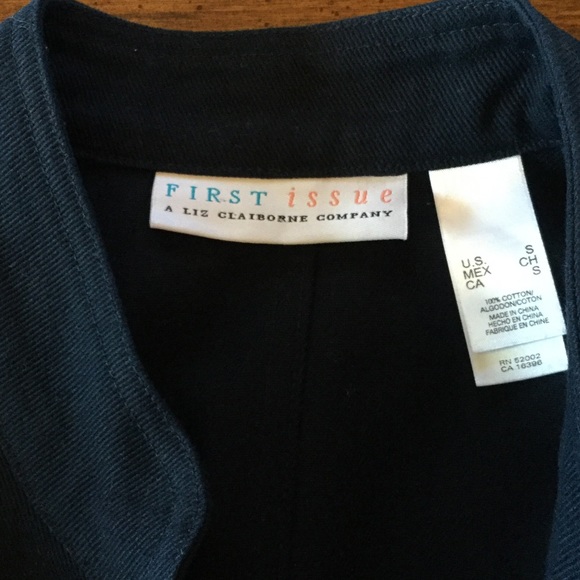 FIRST issue
A LIZ CLAIBORNE COMPANY
U.S. S
MEX CH
CA S
100% COTTON/
ALGODON/COTON
MADE IN CHINA
HECHO EN CHINA
FABRIQUE EN CHINE
RN 52002
CA 18396